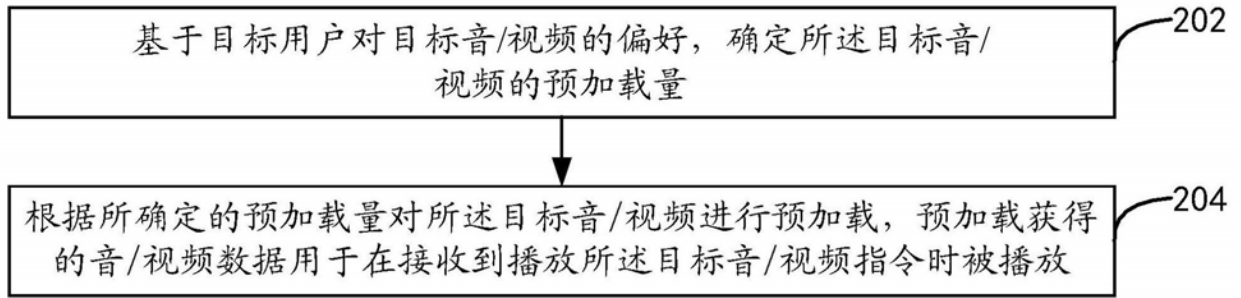 基于目标用户对目标音/视频的偏好，确定所述目标音/
视频的预加载量
202
根据所确定的预加载量对所述目标音/视频进行预加载，预加载获得
的音/视频数据用于在接收到播放所述目标音/视频指令时被播放
204